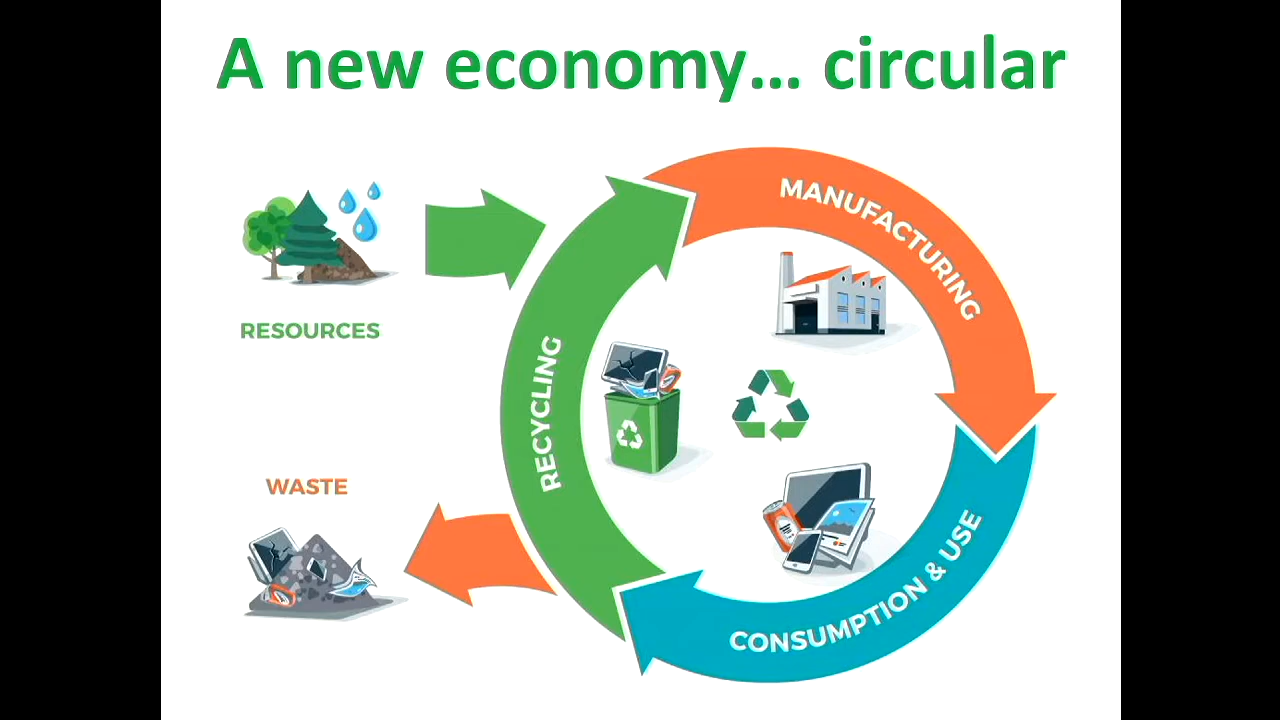 A new economy... circular
MANUFACTURING
RESOURCES
RECYCLING
WASTE
CONSUMPTION & USE